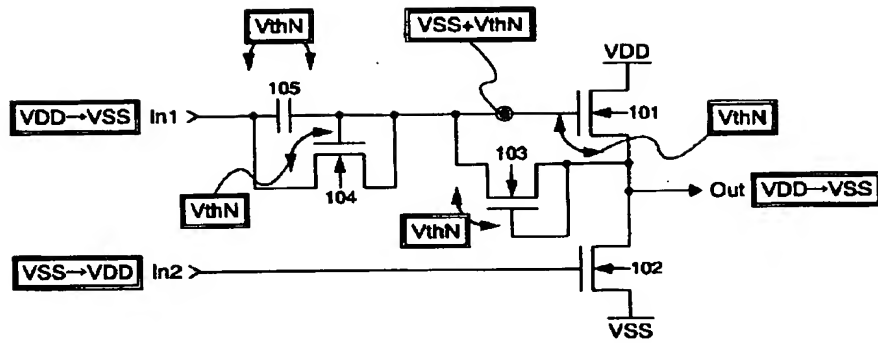 VthN
VSS+VthN
VDD
105
101
VDD→VSS In1
VthN
103
VthN
104
Out VDD→VSS
VthN
102
VSS→VDD In2
VSS